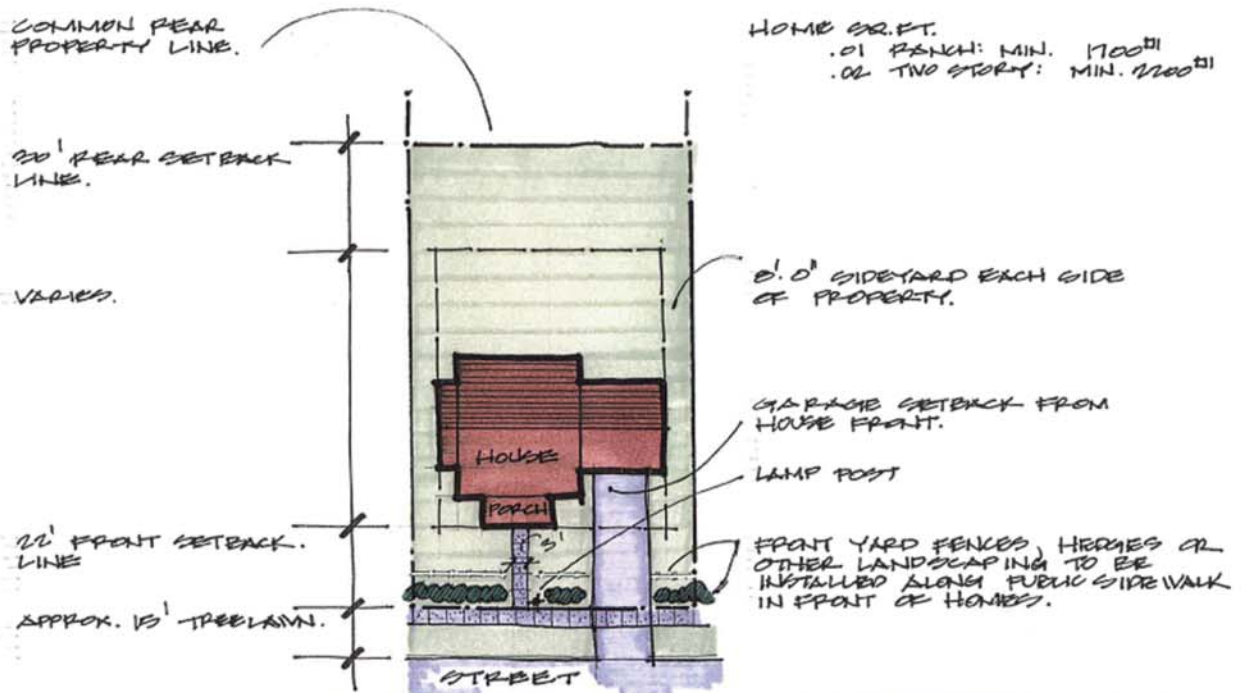 COMMON REAR
PROPERTY LINE.
HOME SQ.FT.
.01 RANCH: MIN. 1700□'
.02 TWO STORY: MIN. 2200□'
30' REAR SETBACK
LINE.
VARIES.
8'.0" SIDEYARD EACH SIDE
OF PROPERTY.
GARAGE SETBACK FROM
HOUSE FRONT.
HOUSE
LAMP POST
PORCH
3'
22' FRONT SETBACK.
LINE
FRONT YARD FENCES, HEDGES OR
OTHER LANDSCAPING TO BE
INSTALLED ALONG PUBLIC SIDEWALK
IN FRONT OF HOMES.
APPROX. 15' TREELAWN.
STREET